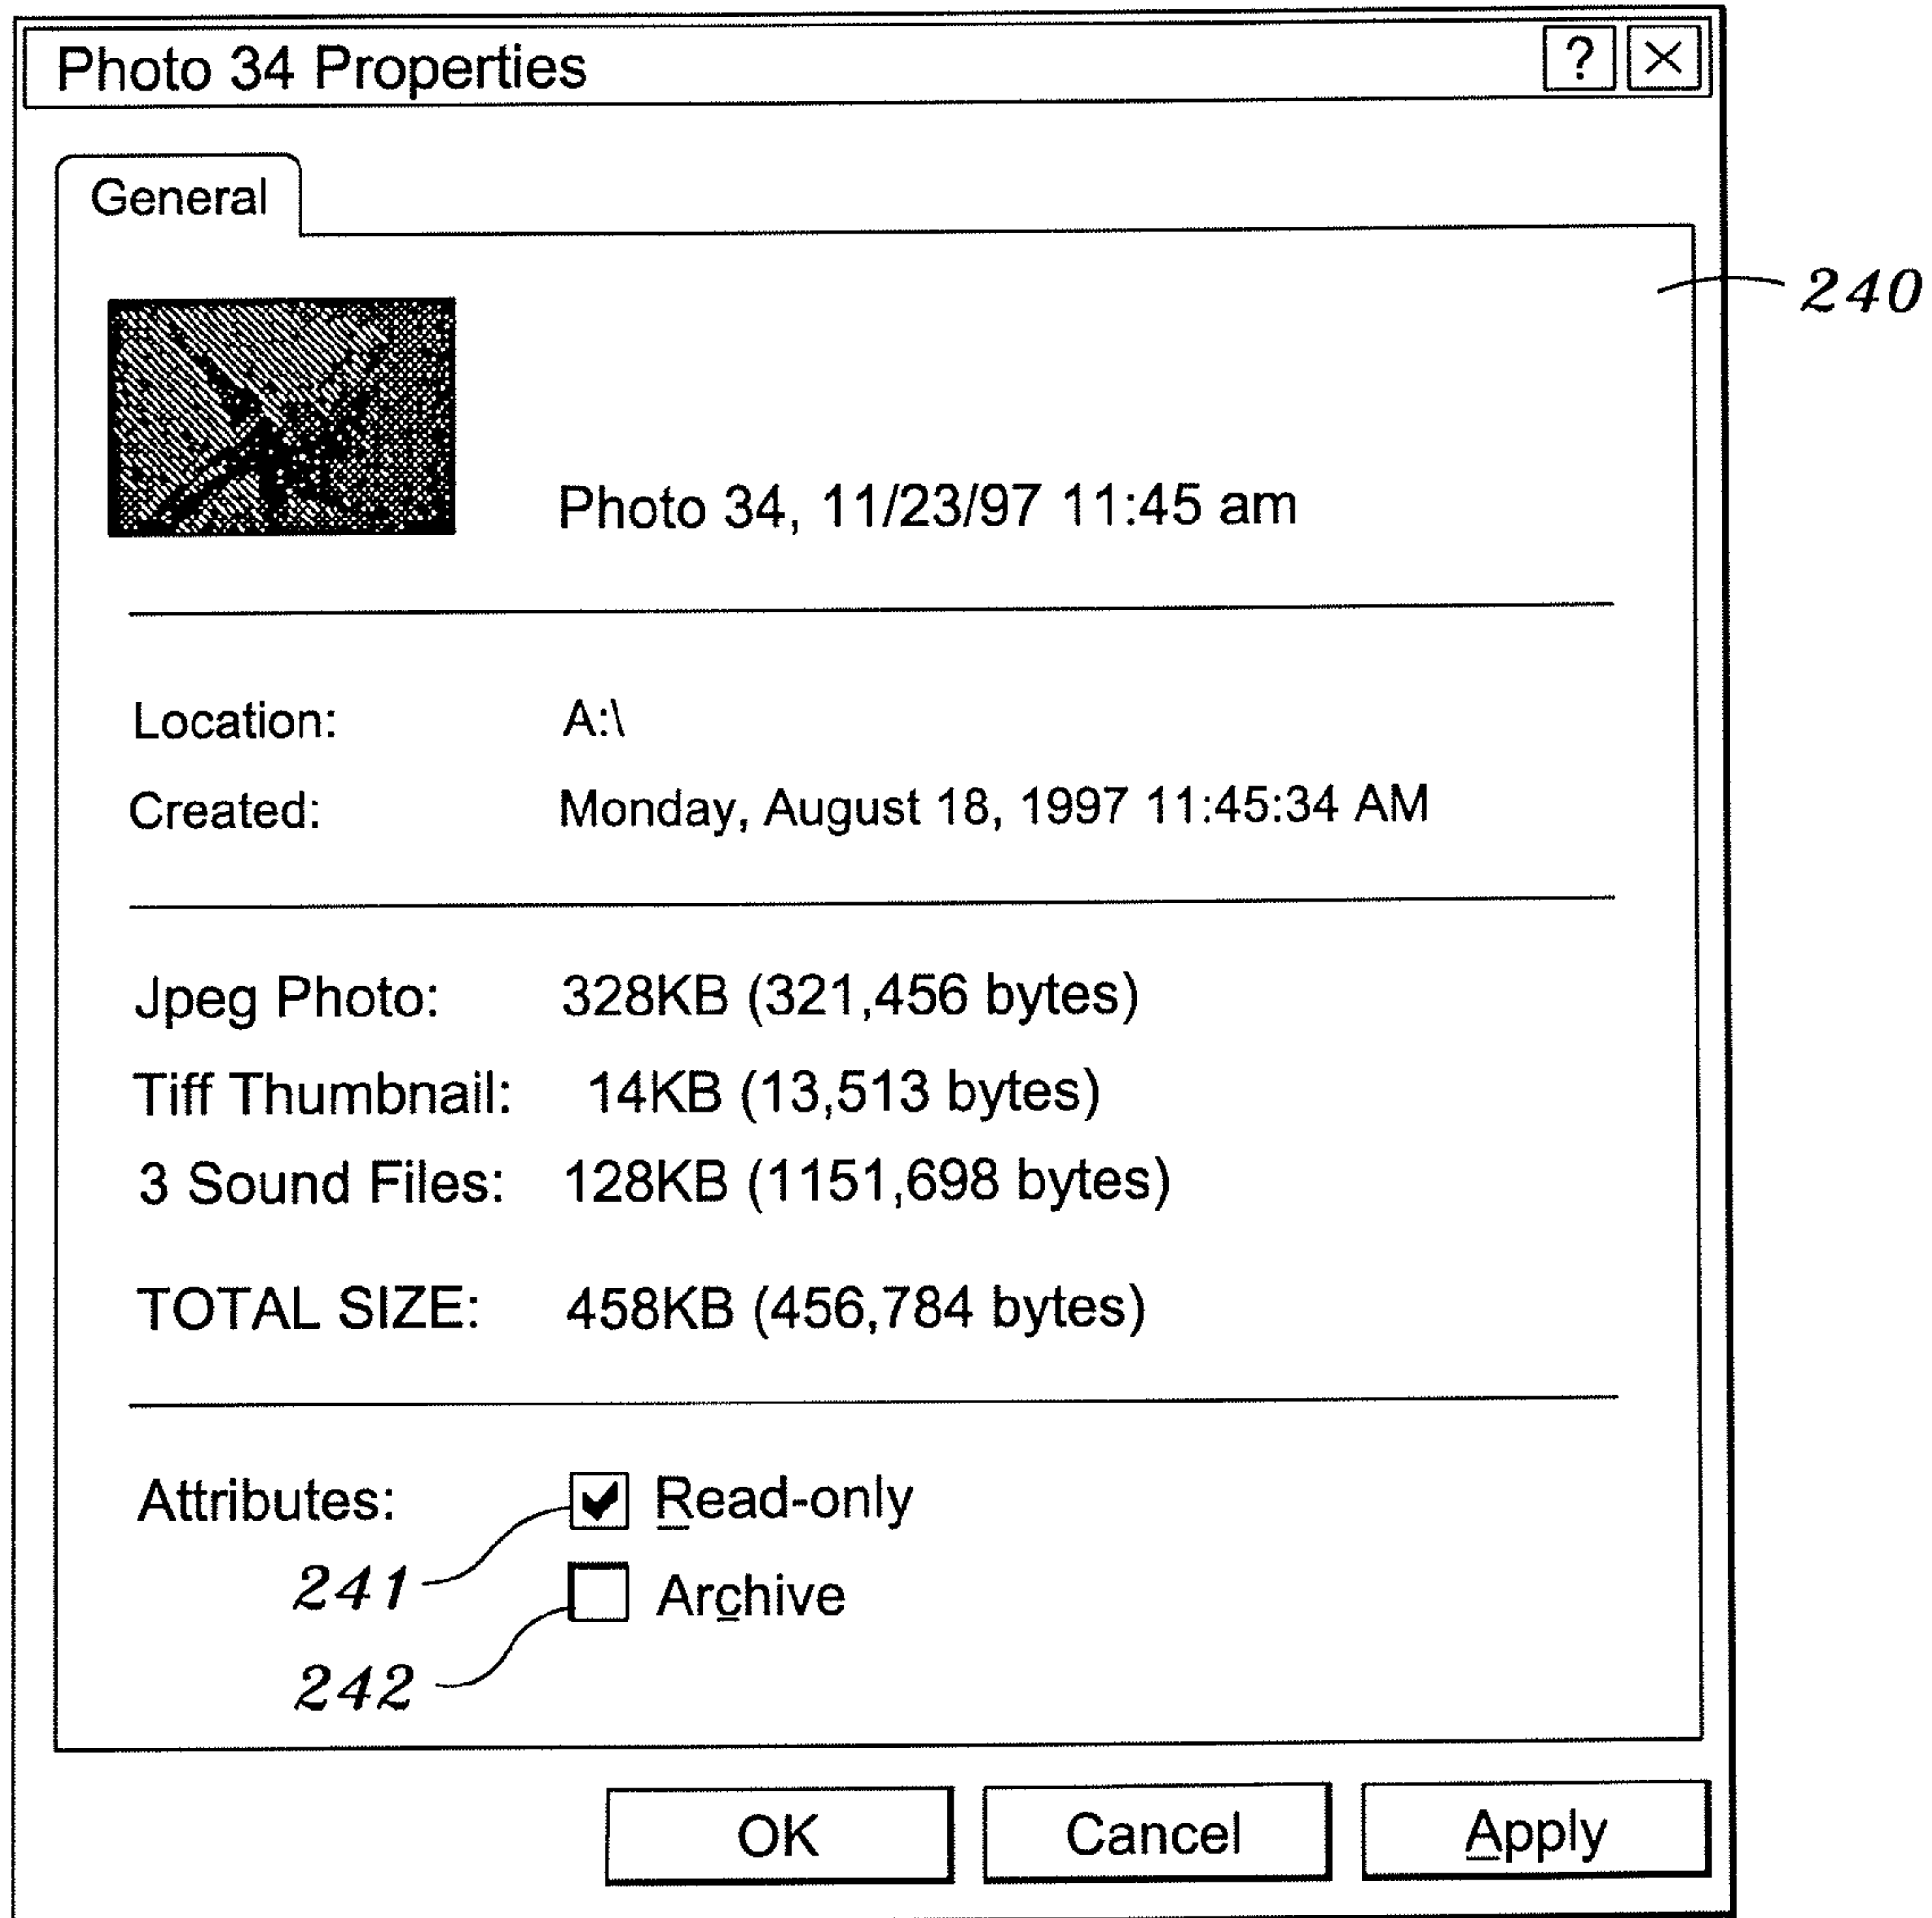 Photo 34 Properties ? ×
General
240
Photo 34, 11/23/97 11:45 am
Location: A:\
Created: Monday, August 18, 1997 11:45:34 AM
Jpeg Photo: 328KB (321,456 bytes)
Tiff Thumbnail: 14KB (13,513 bytes)
3 Sound Files: 128KB (1151,698 bytes)
TOTAL SIZE: 458KB (456,784 bytes)
Attributes: Read-only
241
Archive
242
OK Cancel Apply